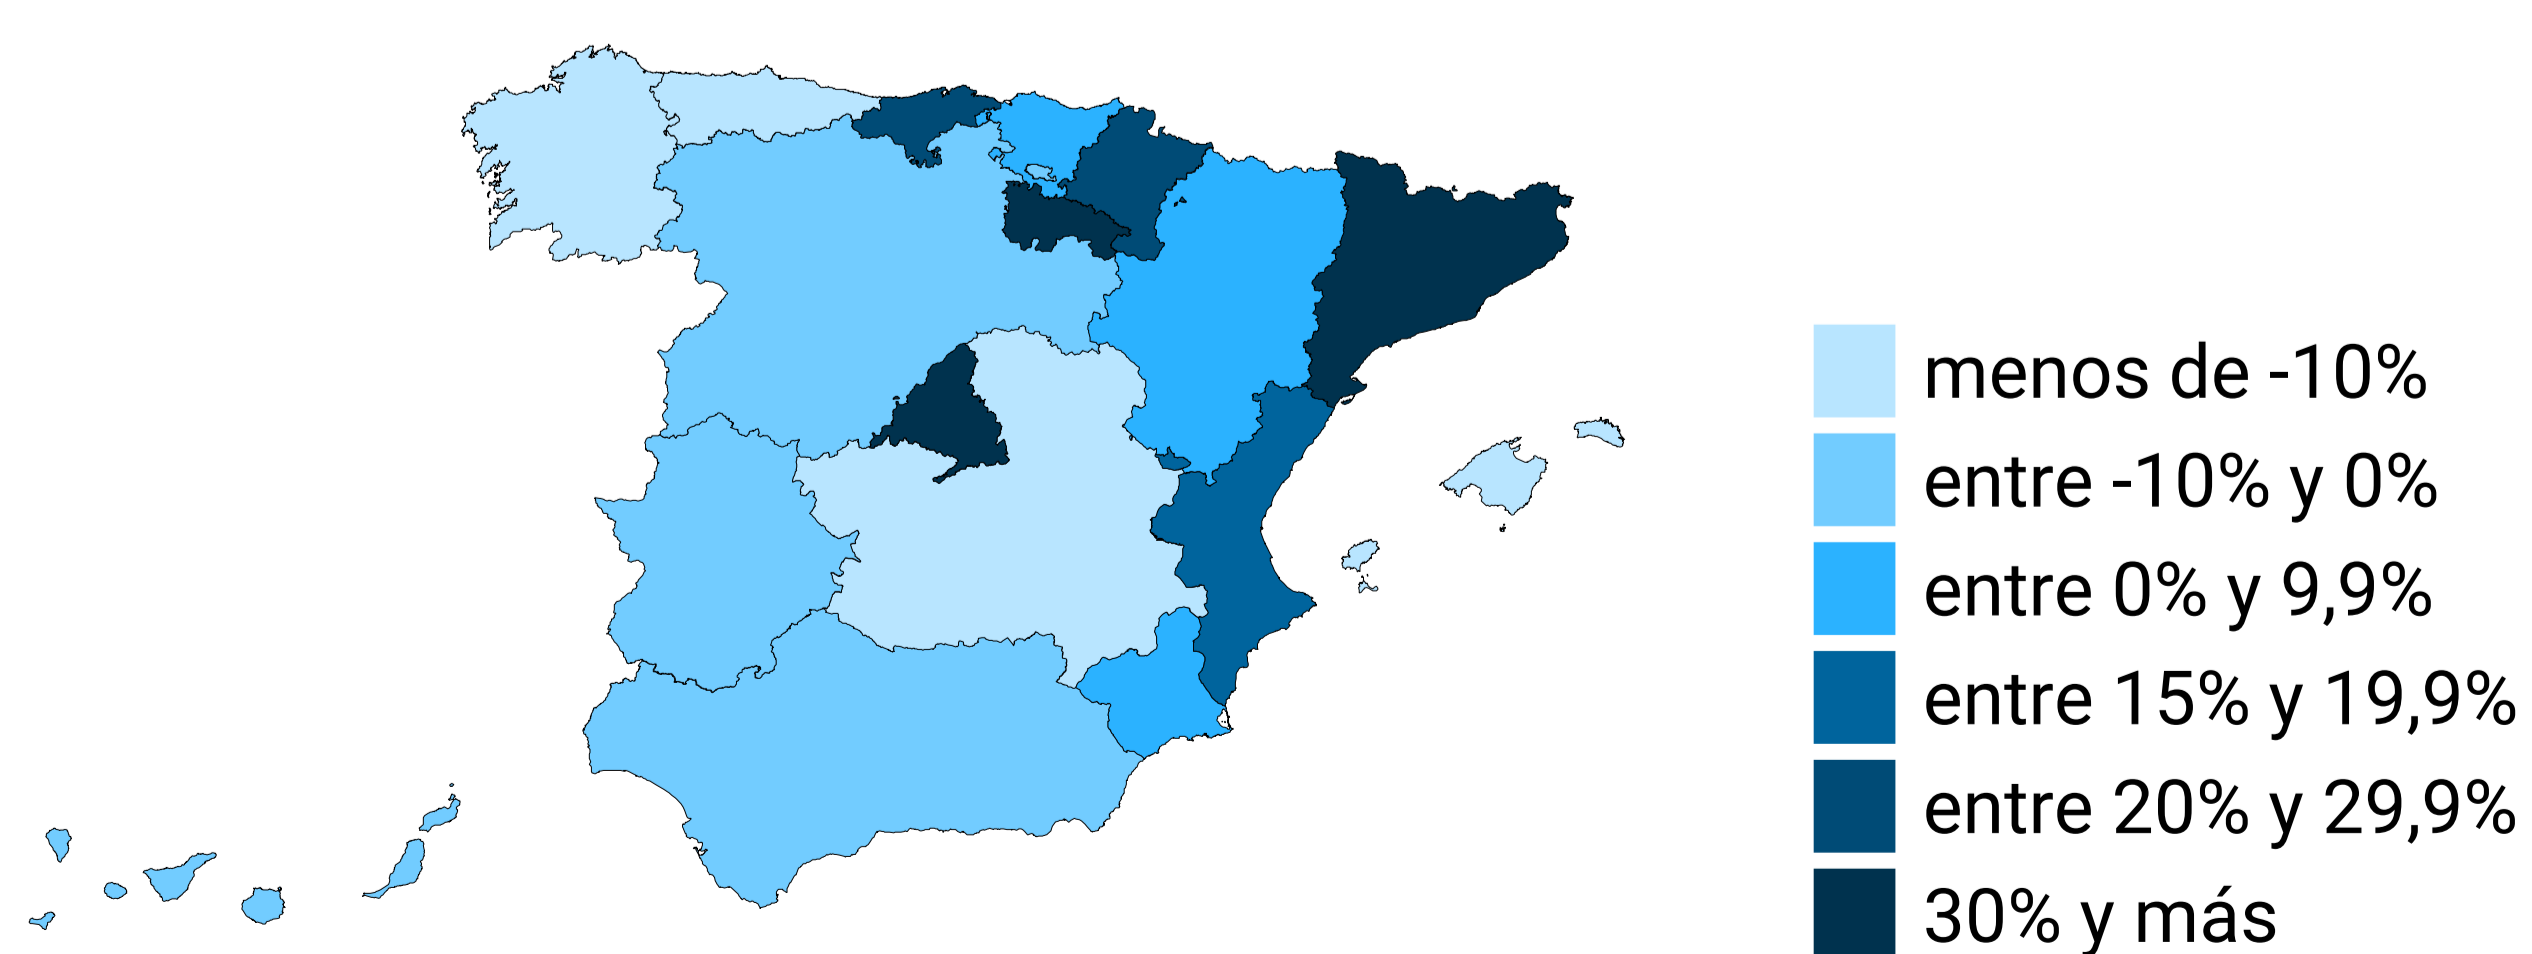 menos de -10%
entre -10% y 0%
entre 0% y 9,9%
entre 15% y 19,9%
entre 20% y 29,9%
30% y más